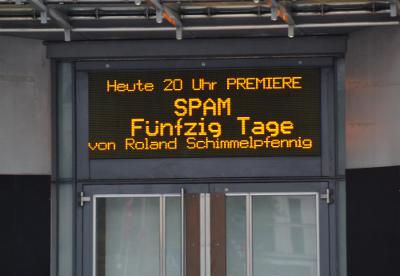 Heute 20 Uhr PREMIERE
SPAM
Fünfzig Tage
von Roland Schimmelpfennig